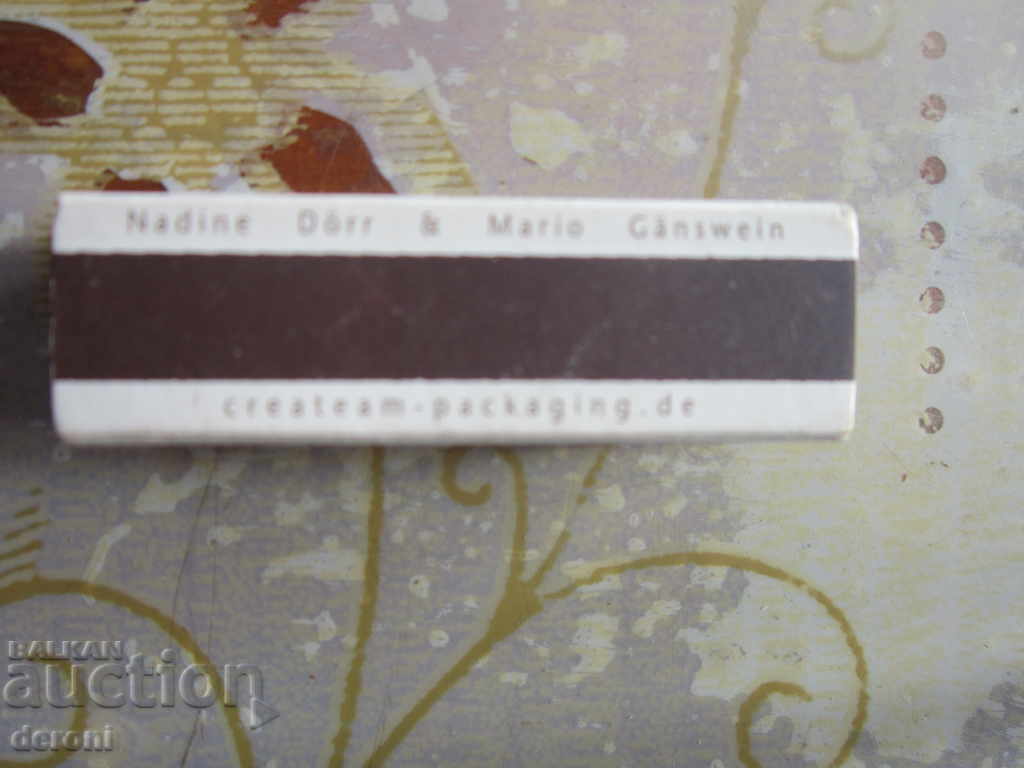 Nadine Dörr & Mario Gänswein
createam-packaging.de
BALKAN
auction
deroni